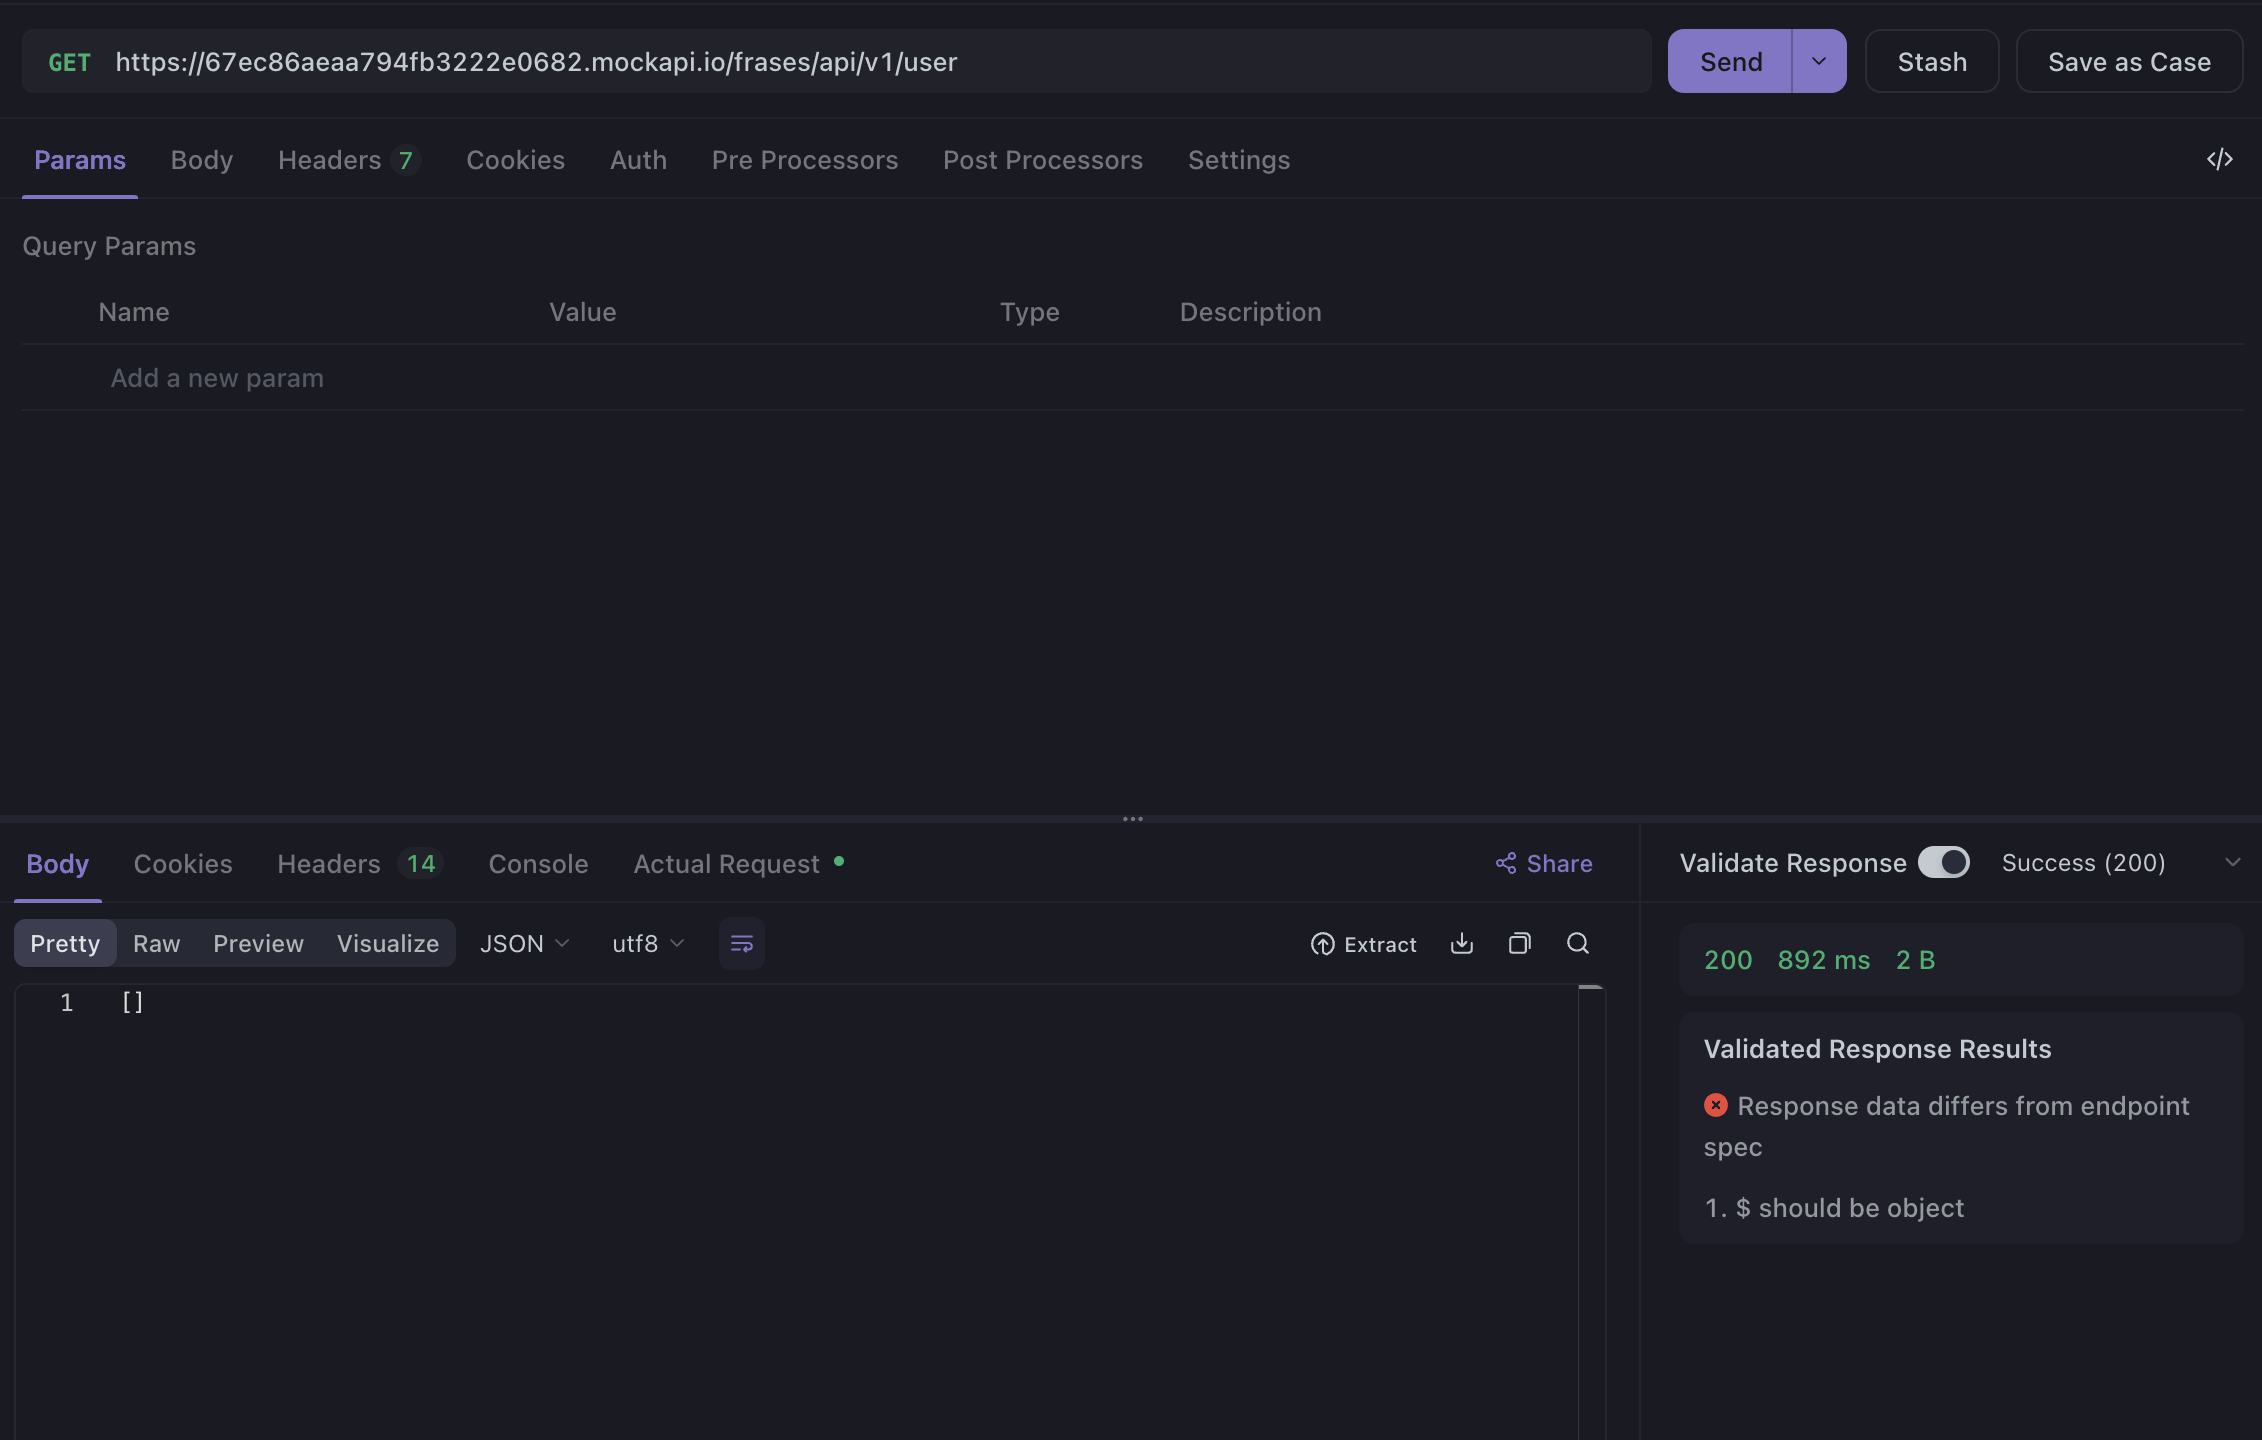 GET https://67ec86aeaa794fb3222e0682.mockapi.io/frases/api/v1/user
Send
Stash
Save as Case
Params
Body
Headers 7
Cookies
Auth
Pre Processors
Post Processors
Settings
Query Params
Name Value Type Description
Add a new param
Body
Cookies
Headers 14
Console
Actual Request
Share
Pretty
Raw
Preview
Visualize
JSON
utf8
Extract
1 []
Validate Response
Success (200)
200 892 ms 2 B
Validated Response Results
Response data differs from endpoint
spec
1. $ should be object